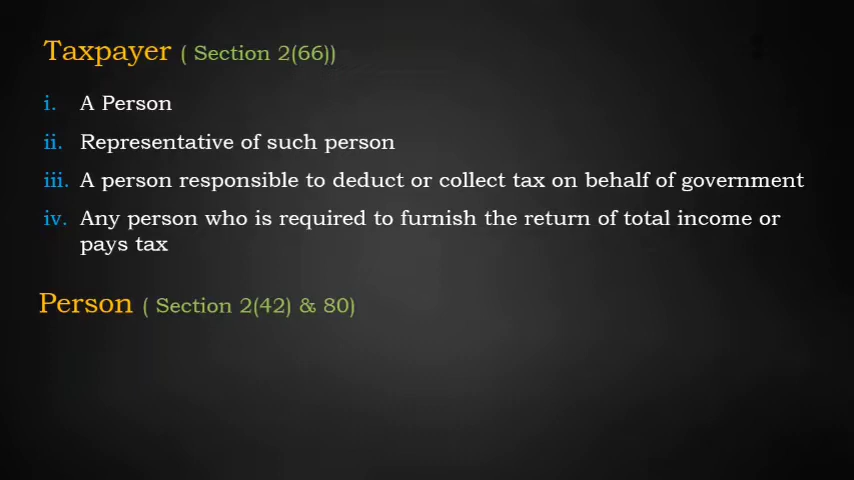 Taxpayer ( Section 2(66))
i. A Person
ii. Representative of such person
iii. A person responsible to deduct or collect tax on behalf of government
iv. Any person who is required to furnish the return of total income or
pays tax
Person ( Section 2(42) & 80)